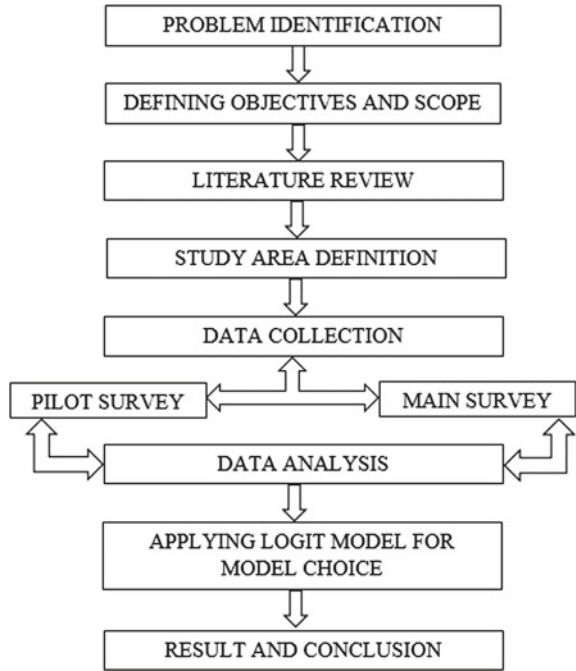 PROBLEM IDENTIFICATION
DEFINING OBJECTIVES AND SCOPE
LITERATURE REVIEW
STUDY AREA DEFINITION
DATA COLLECTION
PILOT SURVEY
MAIN SURVEY
DATA ANALYSIS
APPLYING LOGIT MODEL FOR
MODEL CHOICE
RESULT AND CONCLUSION